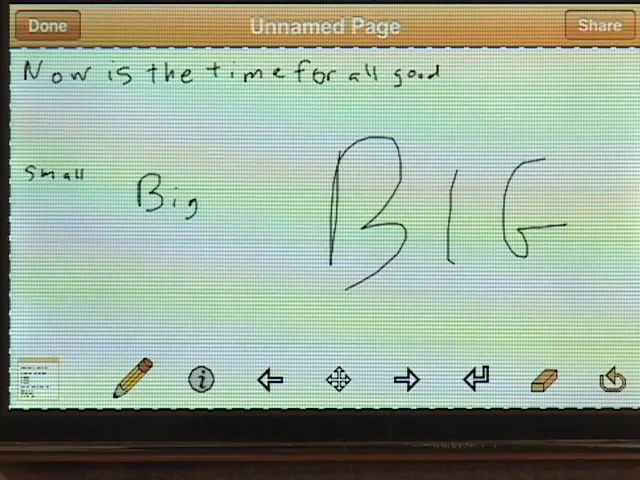 Done Unnamed Page Share
Now is the time for all good
small Big BIG